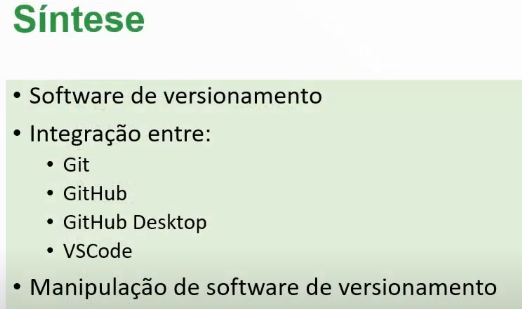 Síntese
• Software de versionamento
• Integração entre:
• Git
• GitHub
• GitHub Desktop
• VSCode
• Manipulação de software de versionamento